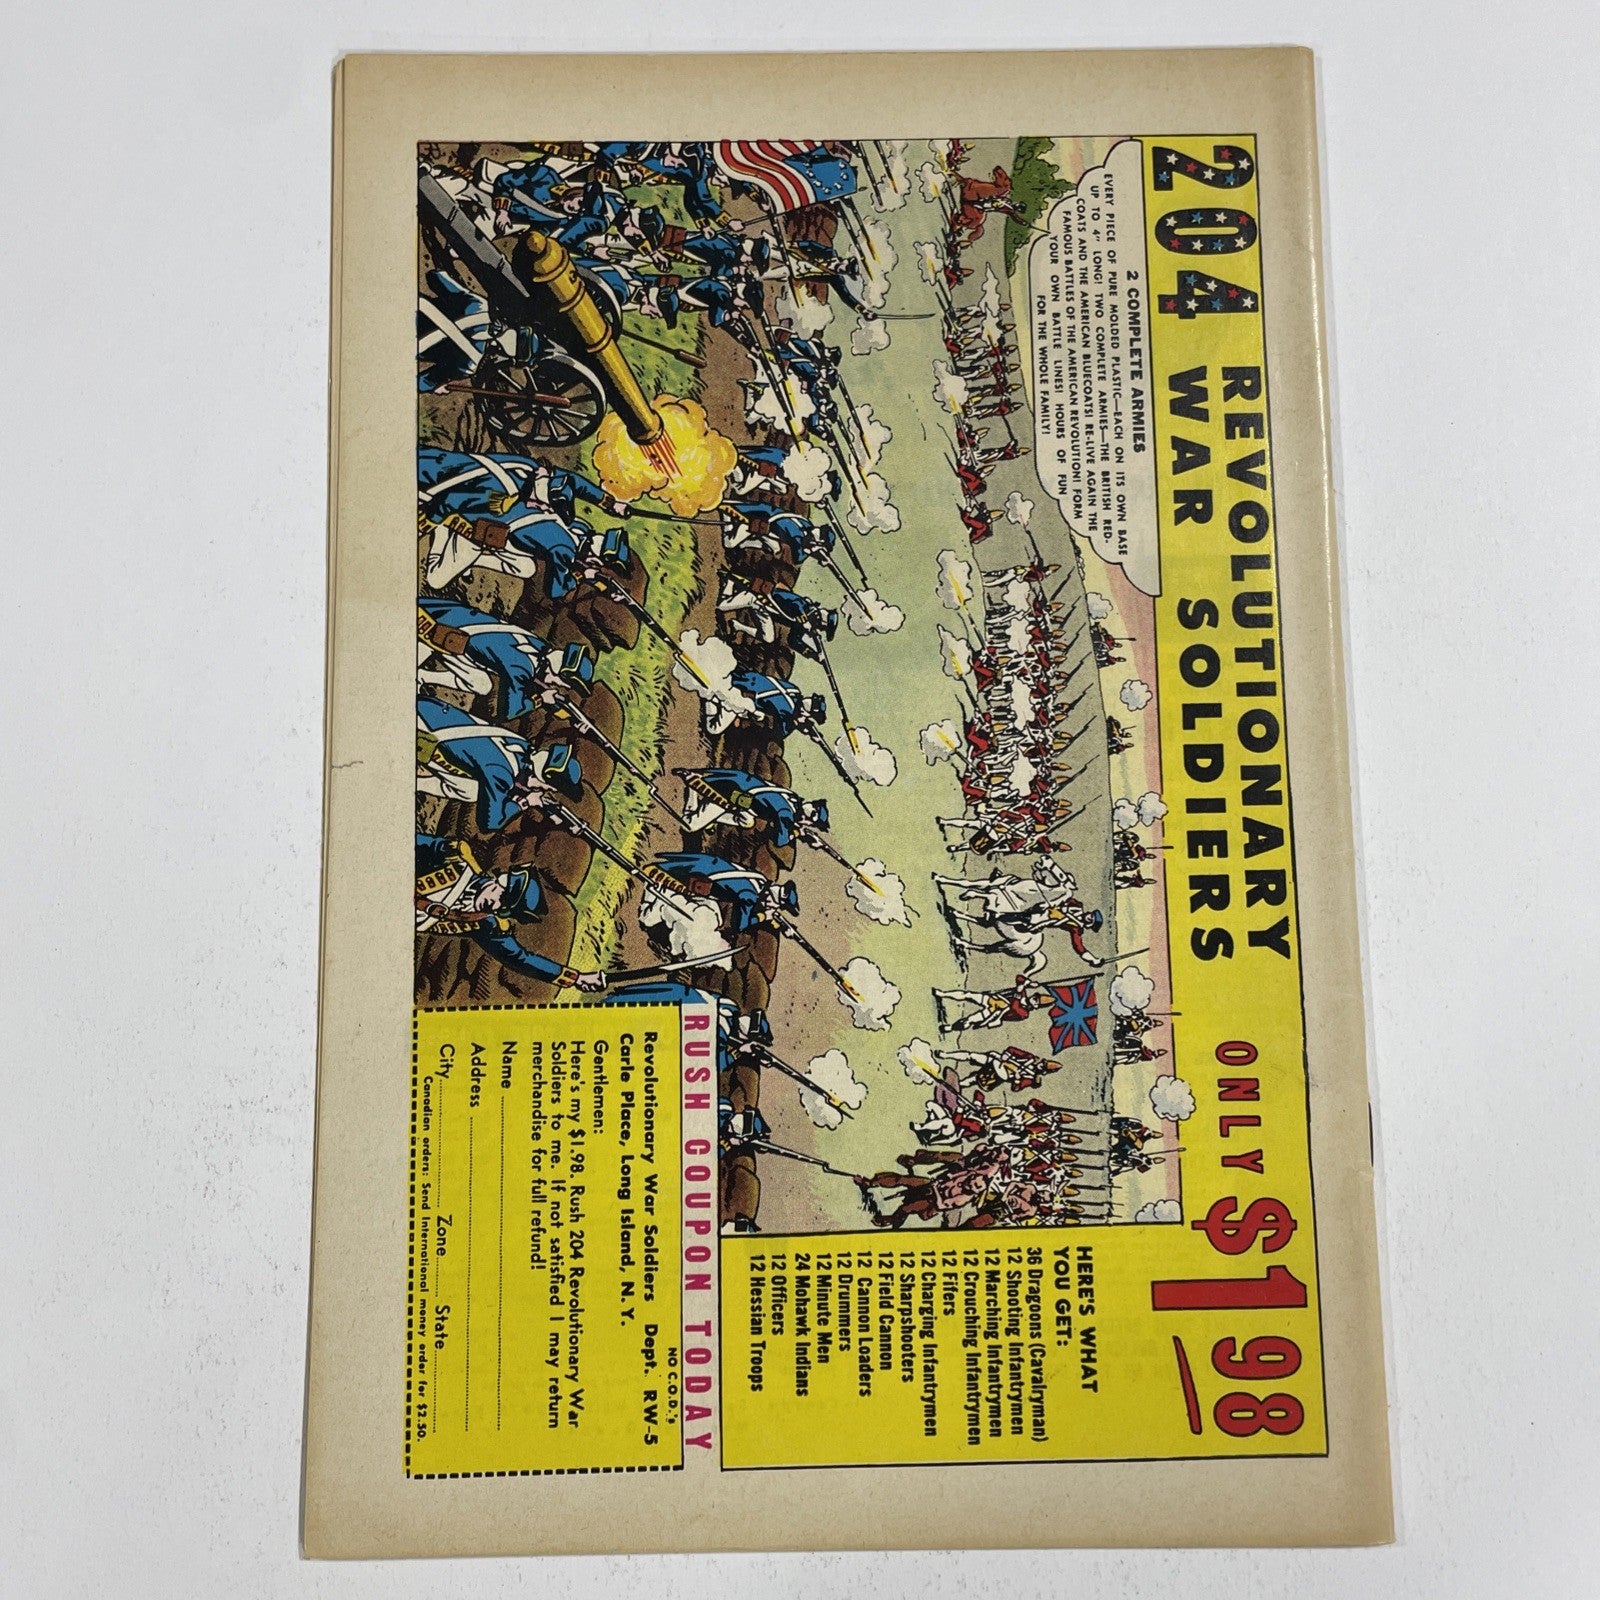 204 REVOLUTIONARY
WAR SOLDIERS
ONLY $1 98
2 COMPLETE ARMIES
EVERY PIECE OF PURE MOLDED PLASTIC—EACH ON ITS OWN BASE
UP TO 4" LONG! TWO COMPLETE ARMIES—THE BRITISH RED-
COATS AND THE AMERICAN BLUECOATS! RE-LIVE AGAIN THE
FAMOUS BATTLES OF THE AMERICAN REVOLUTION! FORM
YOUR OWN BATTLE LINES! HOURS OF FUN
FOR THE WHOLE FAMILY!
HERE'S WHAT
YOU GET:
36 Dragoons (Cavalryman)
12 Shooting Infantrymen
12 Marching Infantrymen
12 Crouching Infantrymen
12 Fifers
12 Charging Infantrymen
12 Sharpshooters
12 Field Cannon
12 Cannon Loaders
12 Drummers
12 Minute Men
24 Mohawk Indians
12 Officers
12 Hessian Troops
RUSH COUPON TODAY
NO C.O.D.'s
Revolutionary War Soldiers Dept. RW-5
Carle Place, Long Island, N. Y.
Gentlemen:
Here's my $1.98. Rush 204 Revolutionary War
Soldiers to me. If not satisfied I may return
merchandise for full refund!
Name
Address
City Zone State
Canadian orders: Send International money order for $2.50.